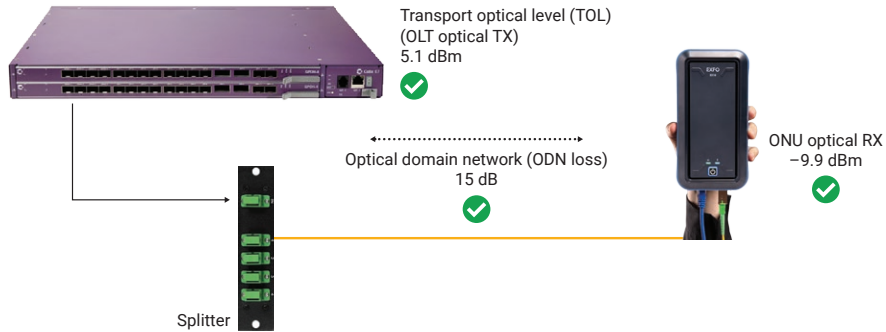 Transport optical level (TOL)
(OLT optical TX)
5.1 dBm
EXFO
Optical domain network (ODN loss)
15 dB
ONU optical RX
–9.9 dBm
Splitter